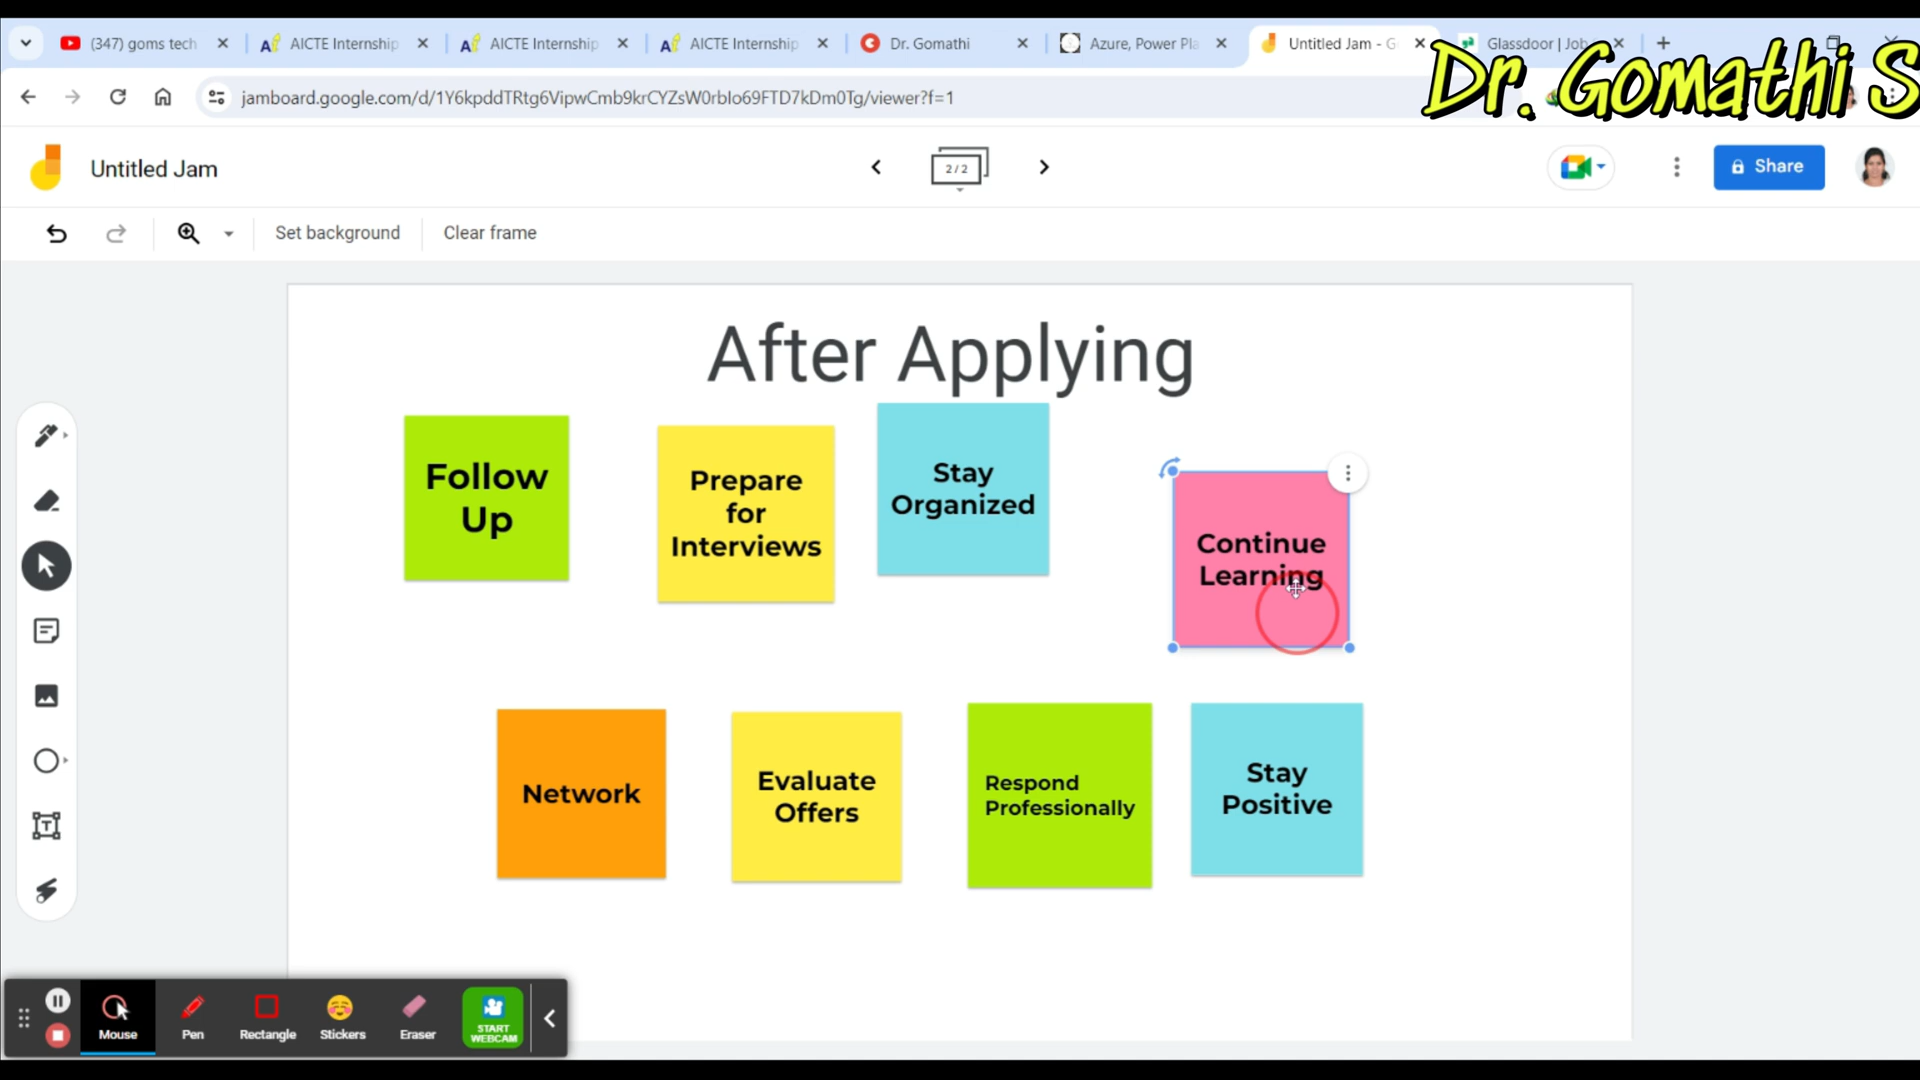 (347) goms tech
AICTE Internship
AICTE Internship
AICTE Internship
Dr. Gomathi
Azure, Power Pla
Untitled Jam - G
Glassdoor | Job
Dr. Gomathi S
jamboard.google.com/d/1Y6kpddTRtg6VipwCmb9krCYZsW0rblo69FTD7kDm0Tg/viewer?f=1
Untitled Jam
2 / 2
Share
Set background
Clear frame
After Applying
Follow
Up
Prepare
for
Interviews
Stay
Organized
Continue
Learning
Network
Evaluate
Offers
Respond
Professionally
Stay
Positive
Mouse
Pen
Rectangle
Stickers
Eraser
START
WEBCAM